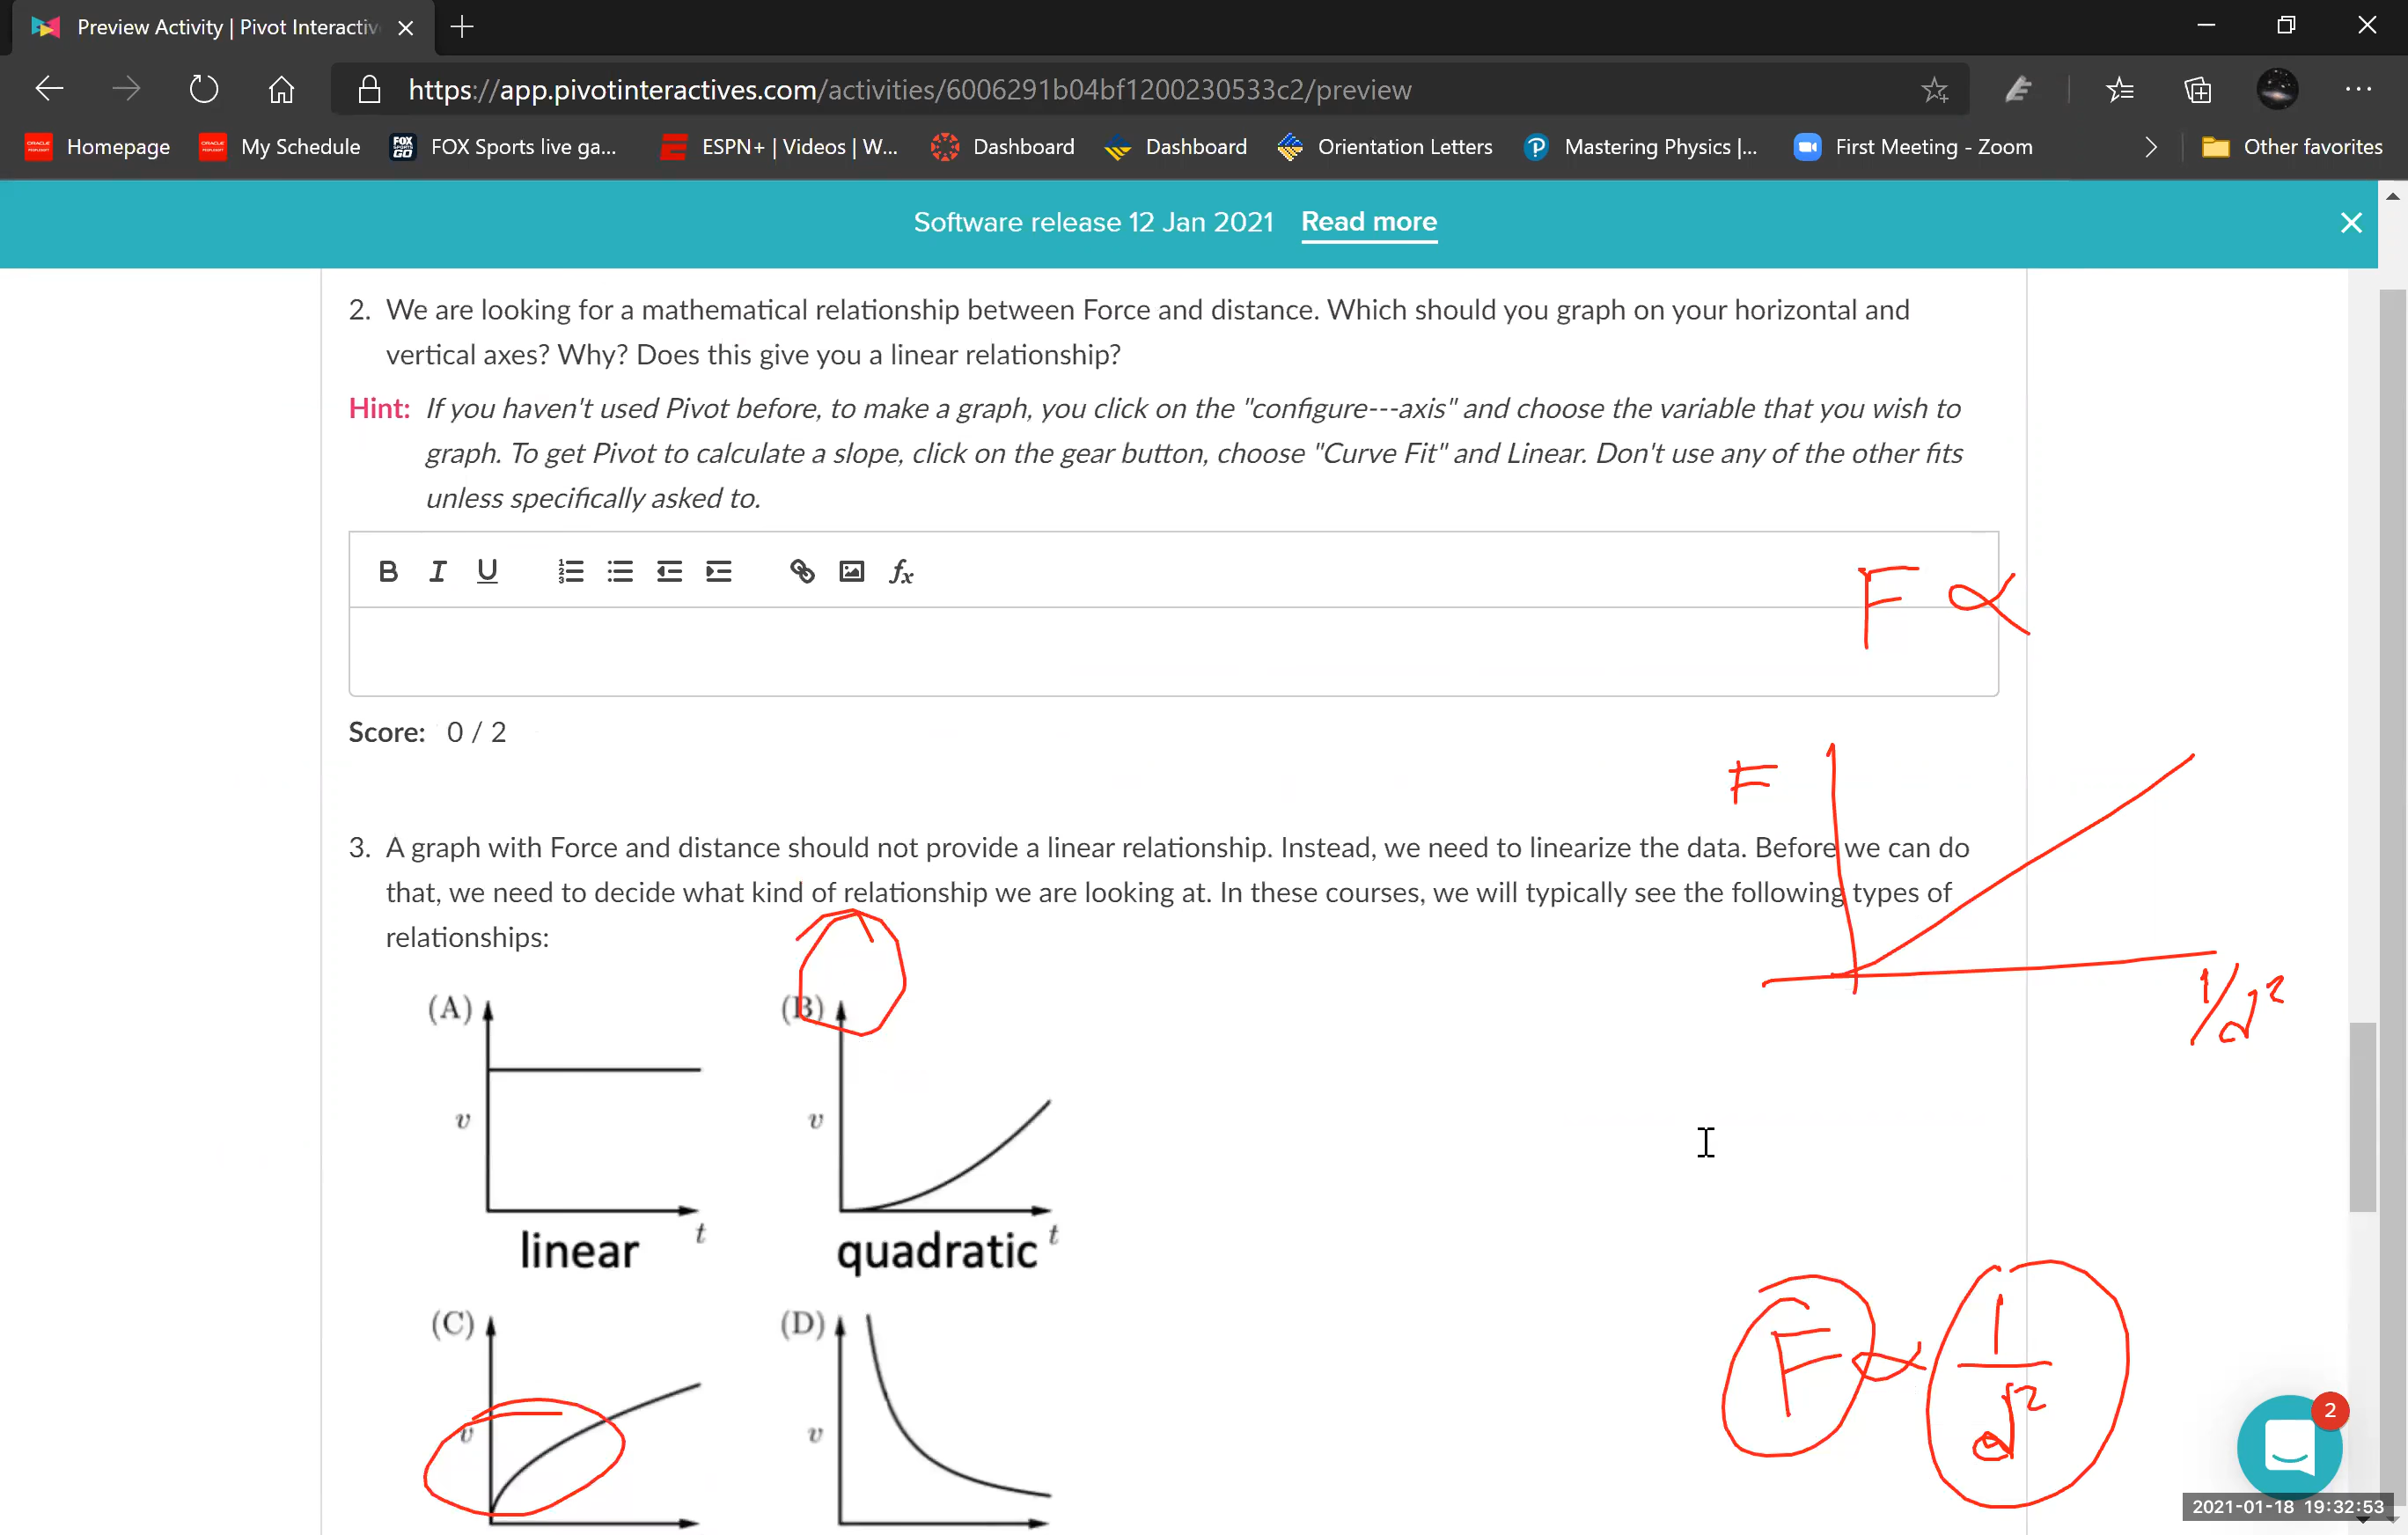 Preview Activity | Pivot Interactiv
https://app.pivotinteractives.com/activities/6006291b04bf1200230533c2/preview
Homepage My Schedule FOX Sports live ga... ESPN+ | Videos | W... Dashboard Dashboard Orientation Letters Mastering Physics |... First Meeting - Zoom Other favorites
Software release 12 Jan 2021 Read more
2. We are looking for a mathematical relationship between Force and distance. Which should you graph on your horizontal and
vertical axes? Why? Does this give you a linear relationship?
Hint: If you haven't used Pivot before, to make a graph, you click on the "configure---axis" and choose the variable that you wish to
graph. To get Pivot to calculate a slope, click on the gear button, choose "Curve Fit" and Linear. Don't use any of the other fits
unless specifically asked to.
B I U fx
F ∝
Score: 0 / 2
F
3. A graph with Force and distance should not provide a linear relationship. Instead, we need to linearize the data. Before we can do
that, we need to decide what kind of relationship we are looking at. In these courses, we will typically see the following types of
relationships:
1/d²
(A) (B)
v v
t t
linear quadratic
(C) (D)
F ∝ 1/d²
v v
2
2021-01-18 19:32:53